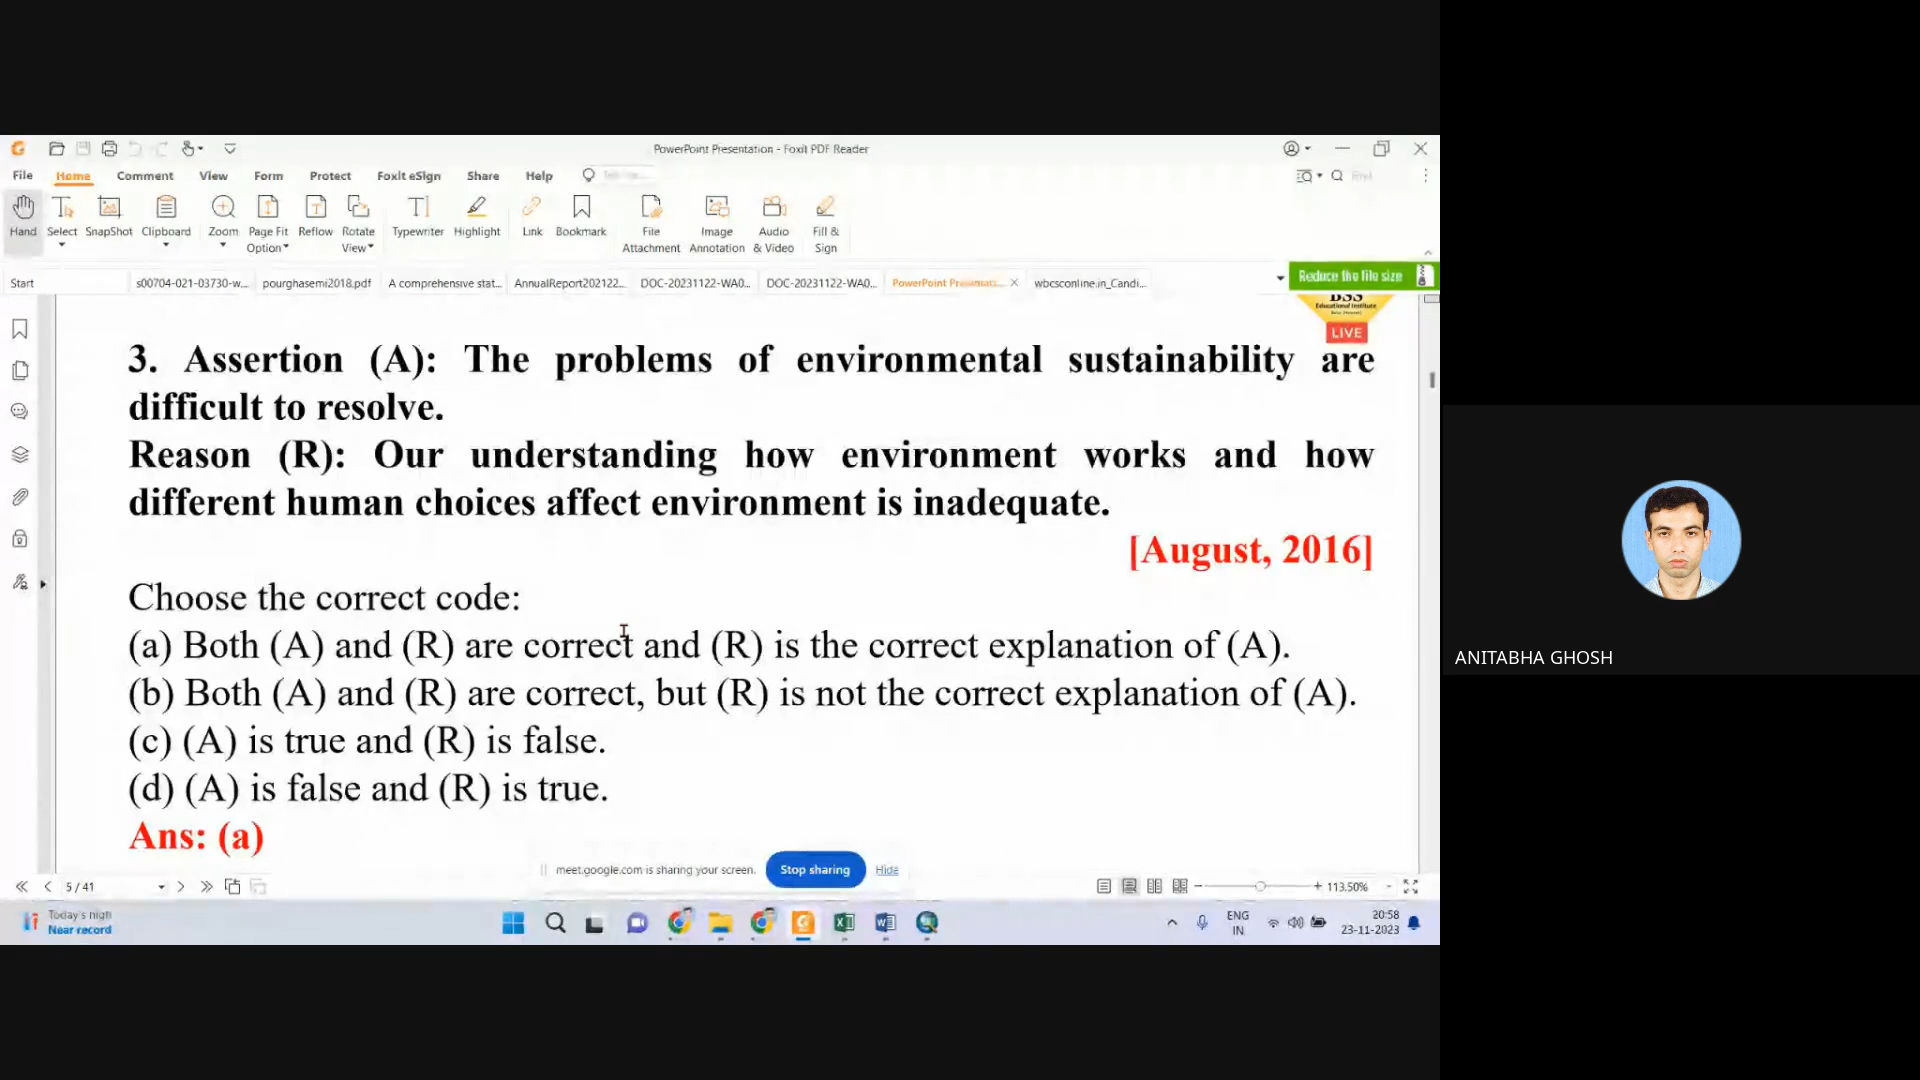 PowerPoint Presentation - Foxit PDF Reader
File Home Comment View Form Protect Foxit eSign Share Help
Hand Select SnapShot Clipboard Zoom Page Fit Option Reflow Rotate View Typewriter Highlight Link Bookmark File Attachment Image Annotation Audio & Video Fill & Sign
Start s00704-021-03730-w... pourghasemi2018.pdf A comprehensive stat... AnnualReport202122... DOC-20231122-WA0... DOC-20231122-WA0... PowerPoint Presentati... wbcsconline.in_Candi... Reduce the file size
BSS
Educational Institute
LIVE
3. Assertion (A): The problems of environmental sustainability are
difficult to resolve.
Reason (R): Our understanding how environment works and how
different human choices affect environment is inadequate.
[August, 2016]
Choose the correct code:
(a) Both (A) and (R) are correct and (R) is the correct explanation of (A).
(b) Both (A) and (R) are correct, but (R) is not the correct explanation of (A).
(c) (A) is true and (R) is false.
(d) (A) is false and (R) is true.
Ans: (a)
ANITABHA GHOSH
meet.google.com is sharing your screen. Stop sharing Hide
5 / 41 113.50%
Today's high
Near record
ENG
IN
20:58
23-11-2023